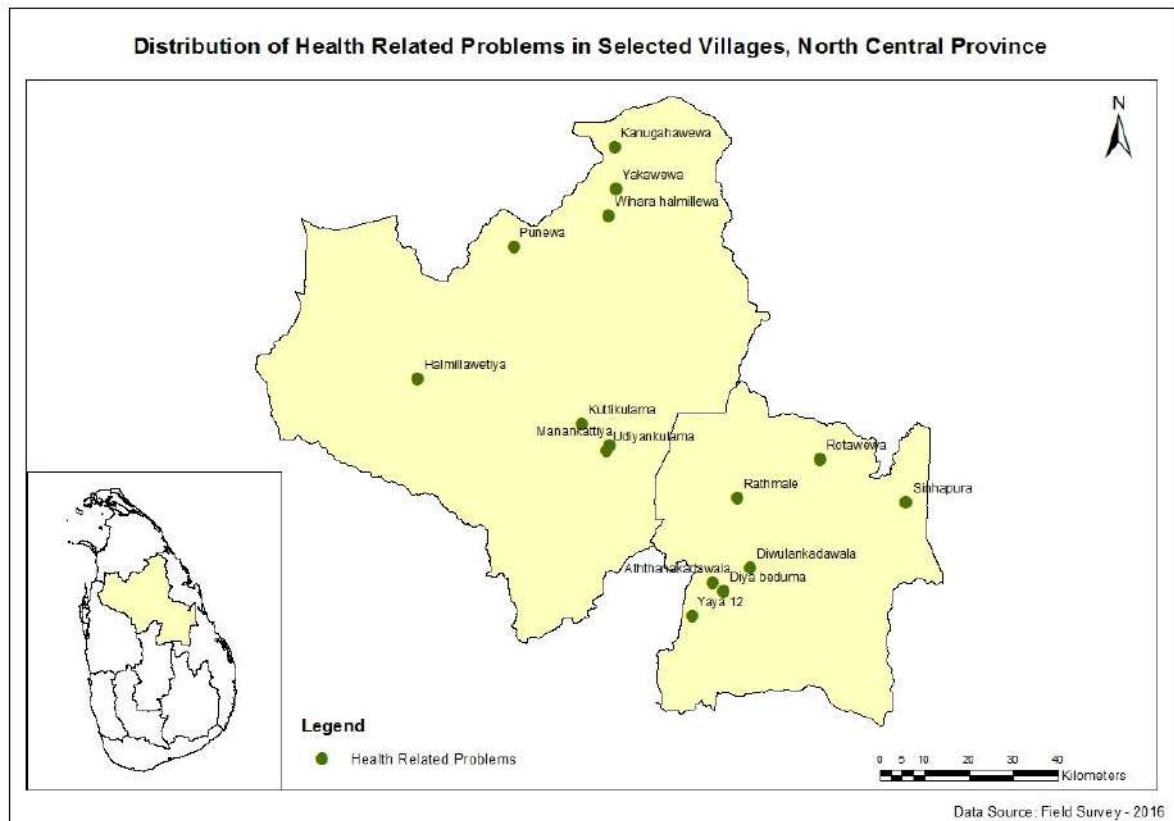 Distribution of Health Related Problems in Selected Villages, North Central Province
N
Kanugahawewa
Yakawewa
Wihara halmillewa
Punewa
Halmillawetiya
Kuttikulama
Manankattiya
Udiyankulama
Rotawewa
Rathmale
Sinhapura
Diwulankadawala
Aththanakadawala
Diya beduma
Yaya 12
Legend
Health Related Problems
0 5 10 20 30 40
Kilometers
Data Source: Field Survey - 2016